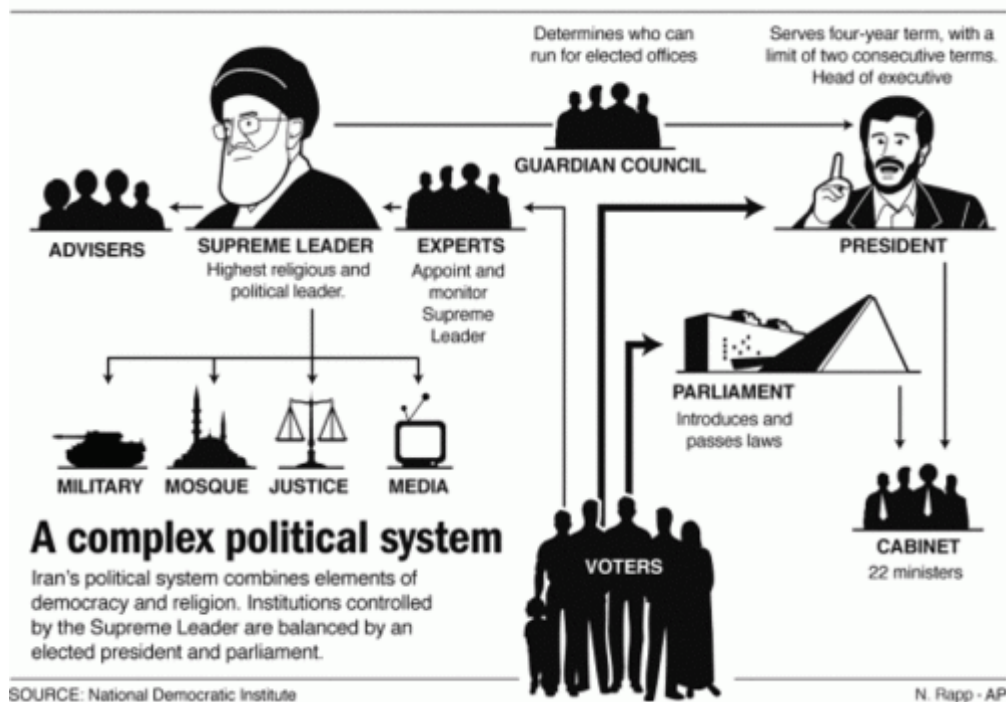 Determines who can
run for elected offices
Serves four-year term, with a
limit of two consecutive terms.
Head of executive
GUARDIAN COUNCIL
ADVISERS
SUPREME LEADER
Highest religious and
political leader.
EXPERTS
Appoint and
monitor
Supreme
Leader
PRESIDENT
PARLIAMENT
Introduces and
passes laws
MILITARY
MOSQUE
JUSTICE
MEDIA
CABINET
22 ministers
VOTERS
A complex political system
Iran's political system combines elements of
democracy and religion. Institutions controlled
by the Supreme Leader are balanced by an
elected president and parliament.
SOURCE: National Democratic Institute
N. Rapp - AP